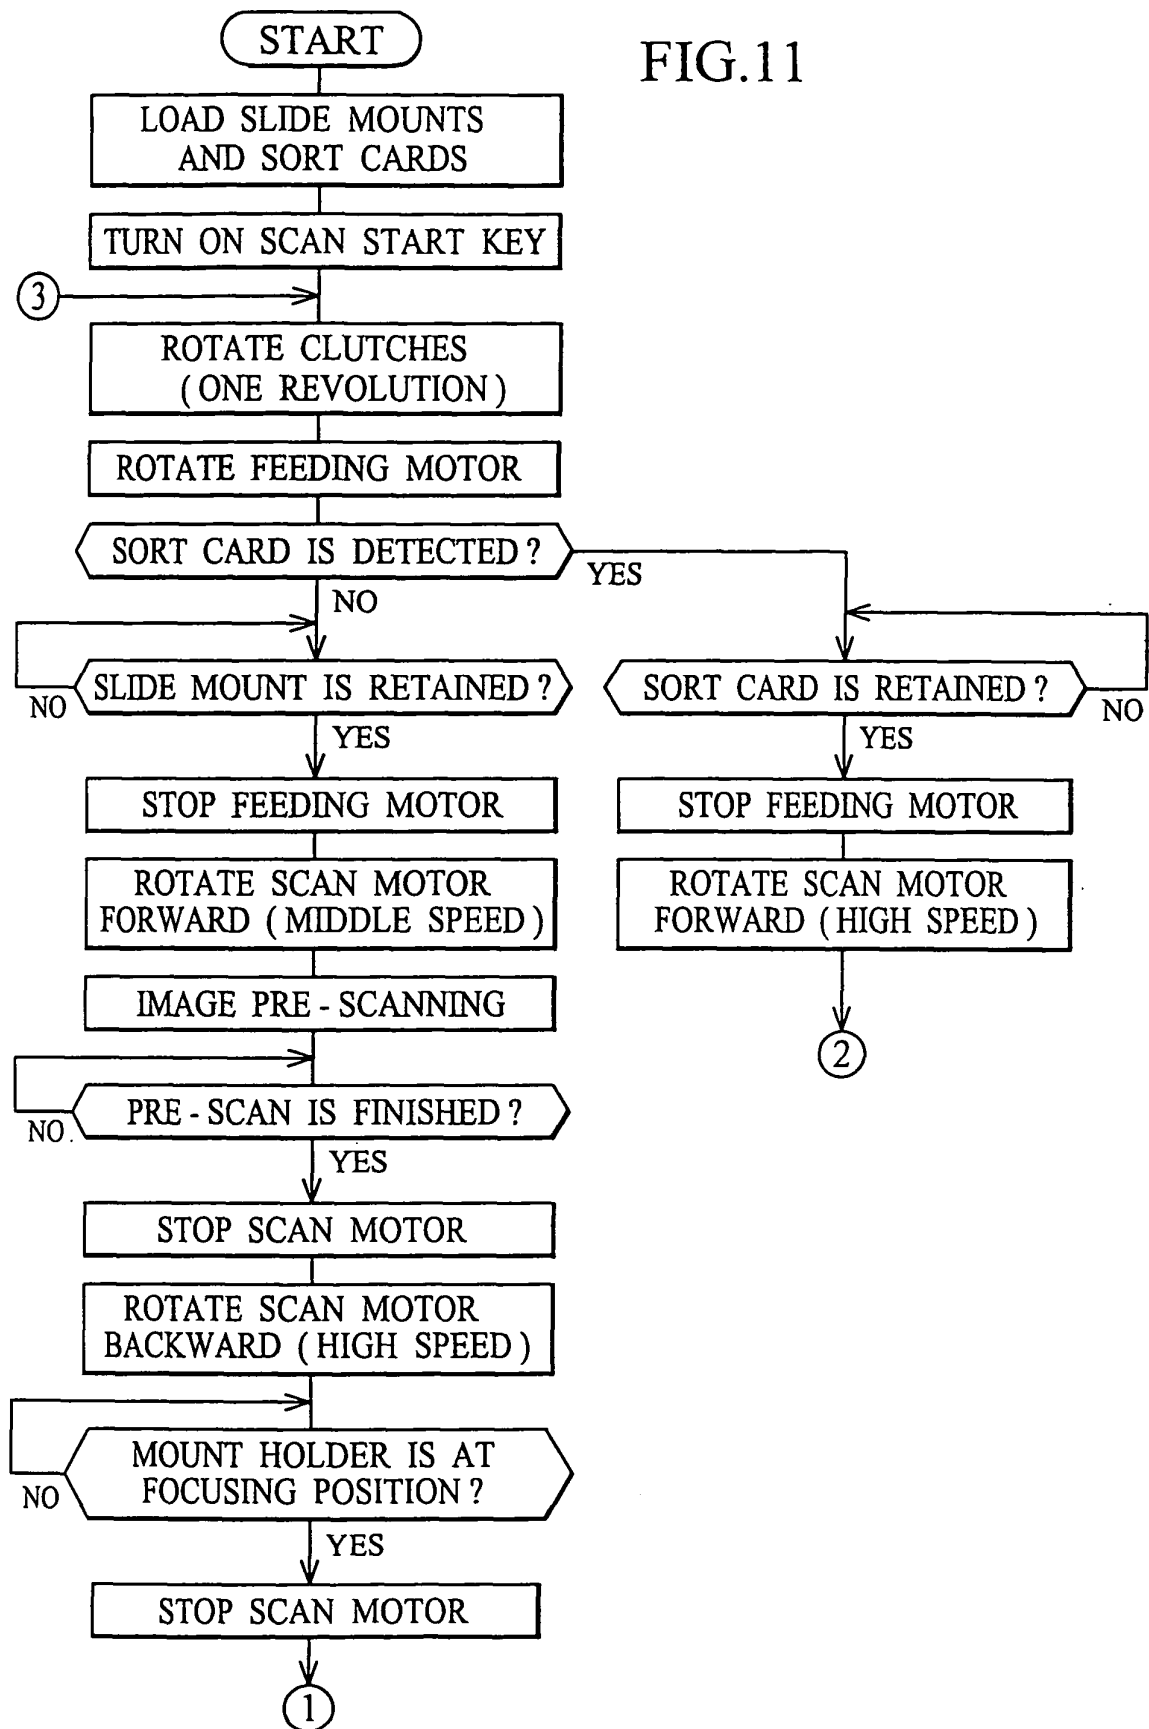 START
FIG.11
LOAD SLIDE MOUNTS
AND SORT CARDS
TURN ON SCAN START KEY
3
ROTATE CLUTCHES
(ONE REVOLUTION)
ROTATE FEEDING MOTOR
SORT CARD IS DETECTED?
YES
NO
SLIDE MOUNT IS RETAINED?
NO
YES
SORT CARD IS RETAINED?
NO
YES
STOP FEEDING MOTOR
STOP FEEDING MOTOR
ROTATE SCAN MOTOR
FORWARD (MIDDLE SPEED)
ROTATE SCAN MOTOR
FORWARD (HIGH SPEED)
IMAGE PRE-SCANNING
2
PRE-SCAN IS FINISHED?
NO
YES
STOP SCAN MOTOR
ROTATE SCAN MOTOR
BACKWARD (HIGH SPEED)
MOUNT HOLDER IS AT
FOCUSING POSITION?
NO
YES
STOP SCAN MOTOR
1